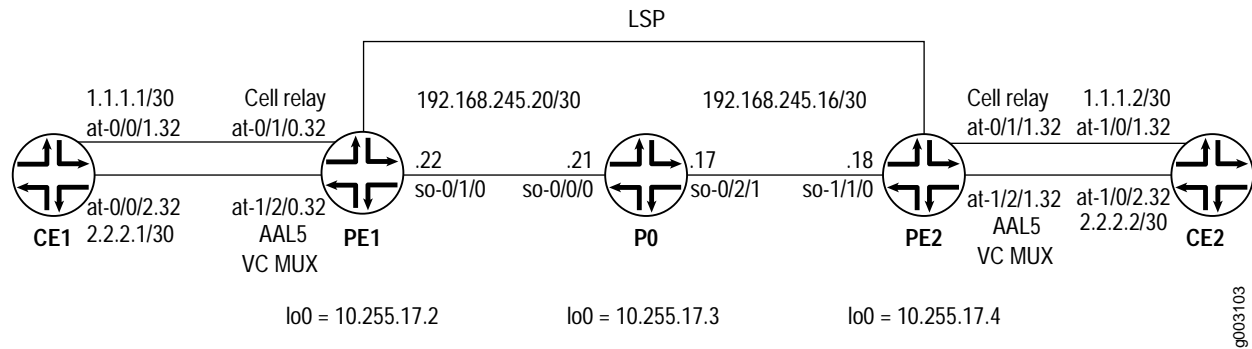 LSP
1.1.1.1/30
at-0/0/1.32
Cell relay
at-0/1/0.32
192.168.245.20/30
192.168.245.16/30
Cell relay
at-0/1/1.32
1.1.1.2/30
at-1/0/1.32
.22
so-0/1/0
.21
so-0/0/0
.17
so-0/2/1
.18
so-1/1/0
at-0/0/2.32
2.2.2.1/30
at-1/2/0.32
AAL5
VC MUX
at-1/2/1.32
AAL5
VC MUX
at-1/0/2.32
2.2.2.2/30
CE1
PE1
P0
PE2
CE2
lo0 = 10.255.17.2
lo0 = 10.255.17.3
lo0 = 10.255.17.4
g003103